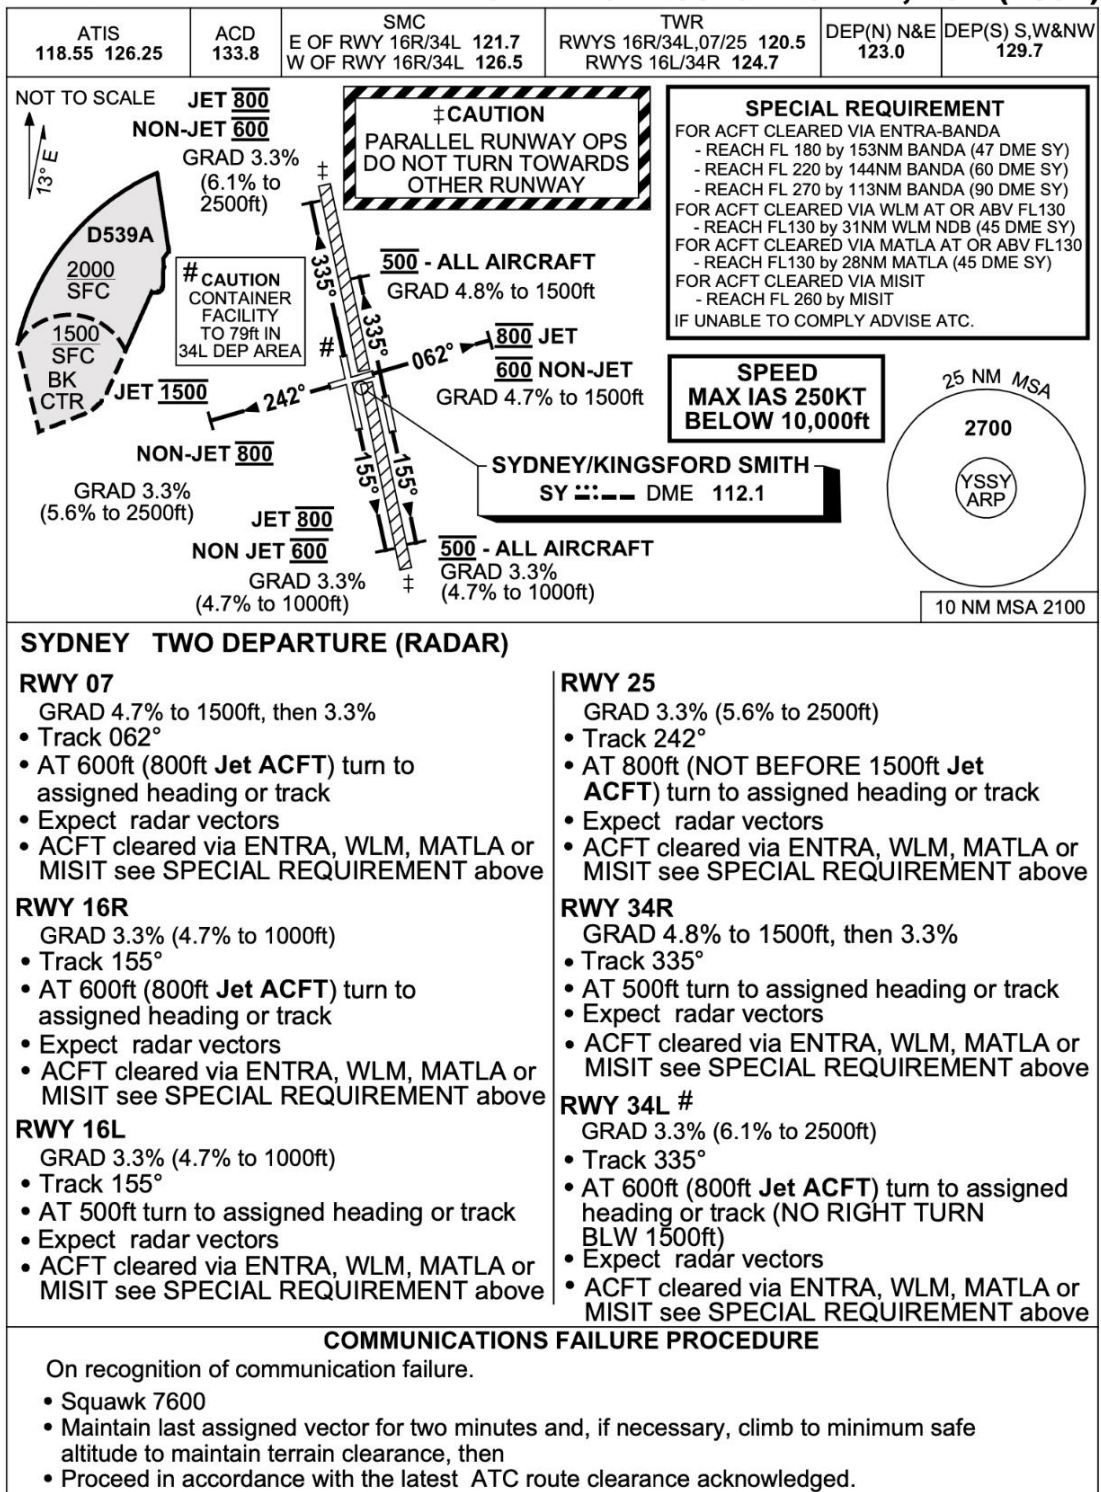 ATIS
118.55 126.25
ACD
133.8
SMC
E OF RWY 16R/34L 121.7
W OF RWY 16R/34L 126.5
TWR
RWYS 16R/34L,07/25 120.5
RWYS 16L/34R 124.7
DEP(N) N&E
123.0
DEP(S) S,W&NW
129.7
NOT TO SCALE
13° E
JET 800
NON-JET 600
GRAD 3.3%
(6.1% to
2500ft)
‡
‡CAUTION
PARALLEL RUNWAY OPS
DO NOT TURN TOWARDS
OTHER RUNWAY
SPECIAL REQUIREMENT
FOR ACFT CLEARED VIA ENTRA-BANDA
- REACH FL 180 by 153NM BANDA (47 DME SY)
- REACH FL 220 by 144NM BANDA (60 DME SY)
- REACH FL 270 by 113NM BANDA (90 DME SY)
FOR ACFT CLEARED VIA WLM AT OR ABV FL130
- REACH FL130 by 31NM WLM NDB (45 DME SY)
FOR ACFT CLEARED VIA MATLA AT OR ABV FL130
- REACH FL130 by 28NM MATLA (45 DME SY)
FOR ACFT CLEARED VIA MISIT
- REACH FL 260 by MISIT
IF UNABLE TO COMPLY ADVISE ATC.
D539A
2000
SFC
1500
SFC
BK
CTR
# CAUTION
CONTAINER
FACILITY
TO 79ft IN
34L DEP AREA
#
335°
335°
500 - ALL AIRCRAFT
GRAD 4.8% to 1500ft
062°
800 JET
600 NON-JET
GRAD 4.7% to 1500ft
SPEED
MAX IAS 250KT
BELOW 10,000ft
25 NM MSA
2700
YSSY
ARP
10 NM MSA 2100
JET 1500
242°
NON-JET 800
GRAD 3.3%
(5.6% to 2500ft)
155°
155°
SYDNEY/KINGSFORD SMITH
SY DME 112.1
JET 800
NON JET 600
GRAD 3.3%
(4.7% to 1000ft)
‡
500 - ALL AIRCRAFT
GRAD 3.3%
(4.7% to 1000ft)
SYDNEY TWO DEPARTURE (RADAR)
RWY 07
GRAD 4.7% to 1500ft, then 3.3%
• Track 062°
• AT 600ft (800ft Jet ACFT) turn to
assigned heading or track
• Expect radar vectors
• ACFT cleared via ENTRA, WLM, MATLA or
MISIT see SPECIAL REQUIREMENT above
RWY 16R
GRAD 3.3% (4.7% to 1000ft)
• Track 155°
• AT 600ft (800ft Jet ACFT) turn to
assigned heading or track
• Expect radar vectors
• ACFT cleared via ENTRA, WLM, MATLA or
MISIT see SPECIAL REQUIREMENT above
RWY 16L
GRAD 3.3% (4.7% to 1000ft)
• Track 155°
• AT 500ft turn to assigned heading or track
• Expect radar vectors
• ACFT cleared via ENTRA, WLM, MATLA or
MISIT see SPECIAL REQUIREMENT above
RWY 25
GRAD 3.3% (5.6% to 2500ft)
• Track 242°
• AT 800ft (NOT BEFORE 1500ft Jet
ACFT) turn to assigned heading or track
• Expect radar vectors
• ACFT cleared via ENTRA, WLM, MATLA or
MISIT see SPECIAL REQUIREMENT above
RWY 34R
GRAD 4.8% to 1500ft, then 3.3%
• Track 335°
• AT 500ft turn to assigned heading or track
• Expect radar vectors
• ACFT cleared via ENTRA, WLM, MATLA or
MISIT see SPECIAL REQUIREMENT above
RWY 34L #
GRAD 3.3% (6.1% to 2500ft)
• Track 335°
• AT 600ft (800ft Jet ACFT) turn to assigned
heading or track (NO RIGHT TURN
BLW 1500ft)
• Expect radar vectors
• ACFT cleared via ENTRA, WLM, MATLA or
MISIT see SPECIAL REQUIREMENT above
COMMUNICATIONS FAILURE PROCEDURE
On recognition of communication failure.
• Squawk 7600
• Maintain last assigned vector for two minutes and, if necessary, climb to minimum safe
altitude to maintain terrain clearance, then
• Proceed in accordance with the latest ATC route clearance acknowledged.